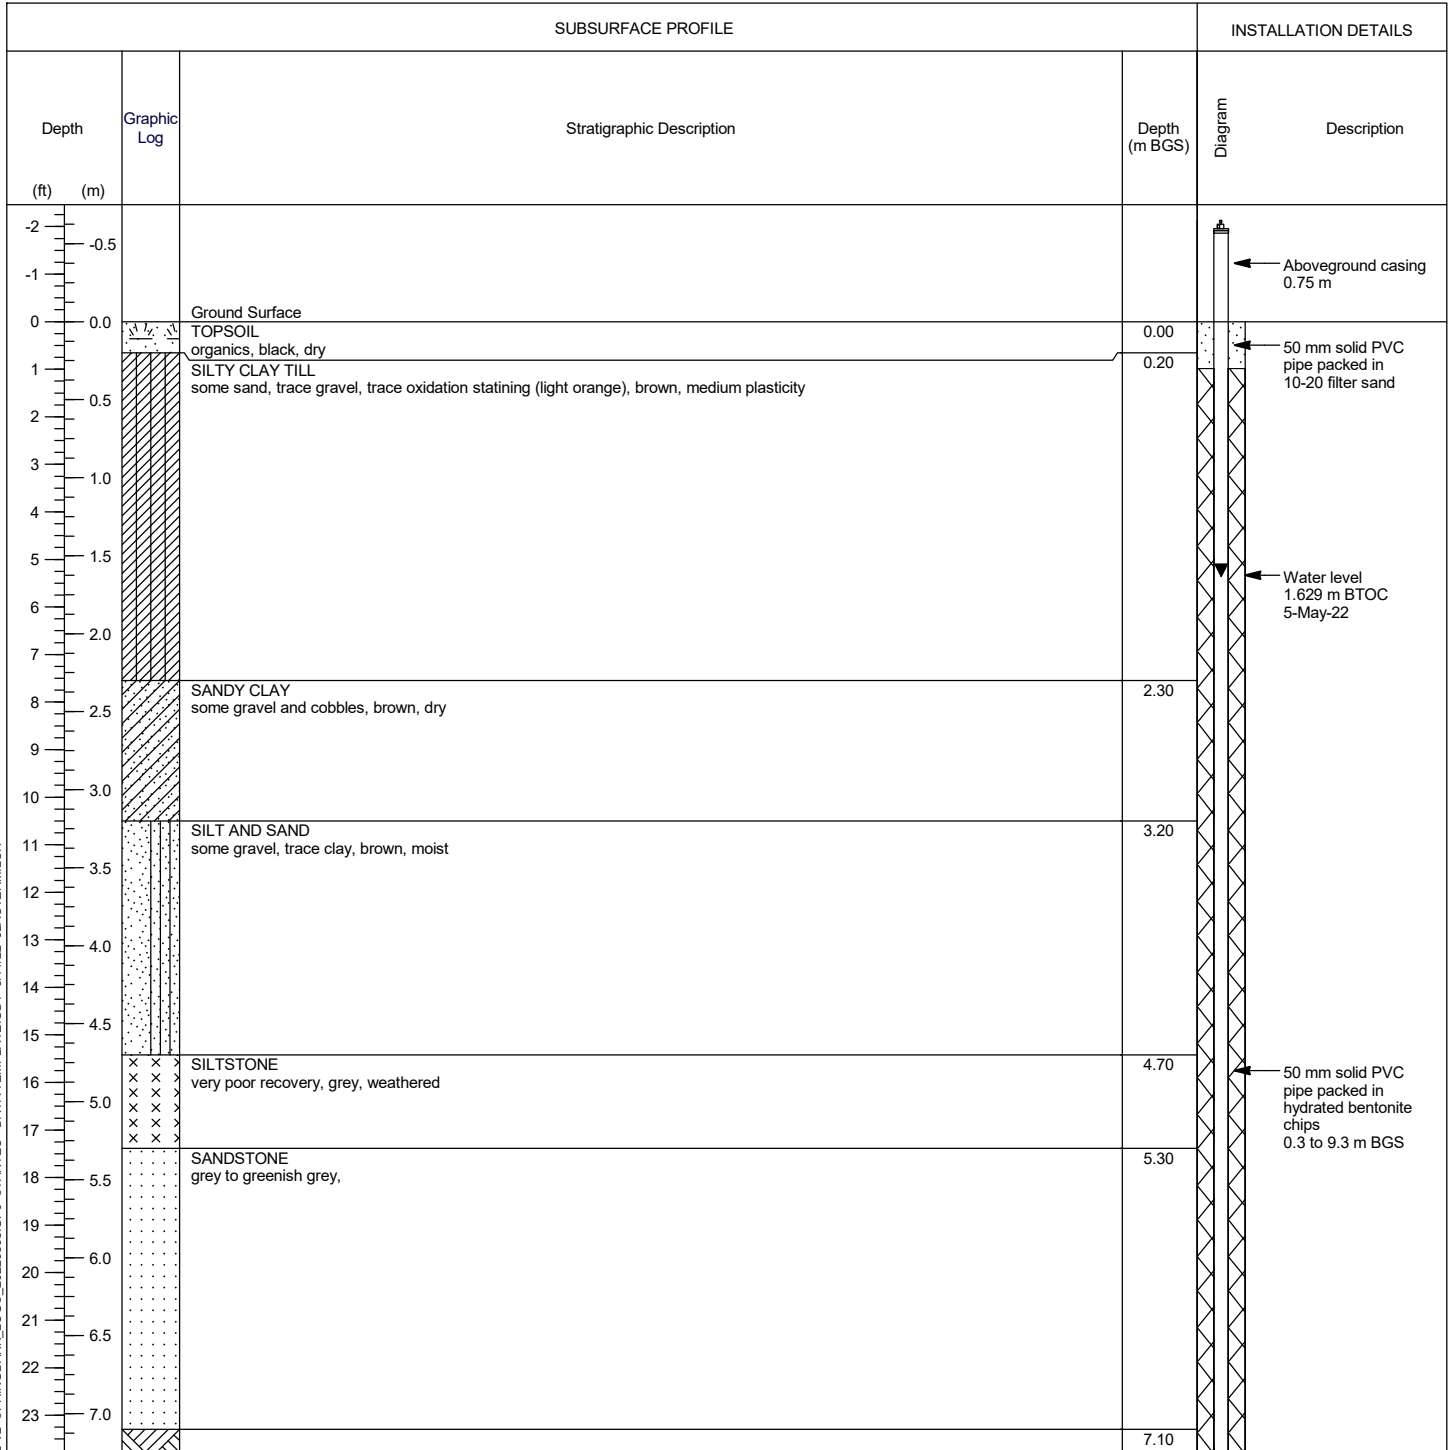 SUBSURFACE PROFILE
INSTALLATION DETAILS
Depth
Graphic
Log
Stratigraphic Description
Depth
(m BGS)
Diagram
Description
(ft) (m)
-2
-0.5
Aboveground casing
0.75 m
-1
Ground Surface
0 0.0
TOPSOIL
organics, black, dry
0.00
50 mm solid PVC
pipe packed in
10-20 filter sand
SILTY CLAY TILL
some sand, trace gravel, trace oxidation statining (light orange), brown, medium plasticity
0.20
1
0.5
2
3
1.0
4
5
1.5
Water level
1.629 m BTOC
5-May-22
6
2.0
7
SANDY CLAY
some gravel and cobbles, brown, dry
2.30
8
2.5
9
3.0
10
SILT AND SAND
some gravel, trace clay, brown, moist
3.20
11
3.5
12
13
4.0
14
4.5
15
SILTSTONE
very poor recovery, grey, weathered
4.70
50 mm solid PVC
pipe packed in
hydrated bentonite
chips
0.3 to 9.3 m BGS
16
5.0
17
SANDSTONE
grey to greenish grey,
5.30
18
5.5
19
6.0
20
21
6.5
22
23
7.0
7.10